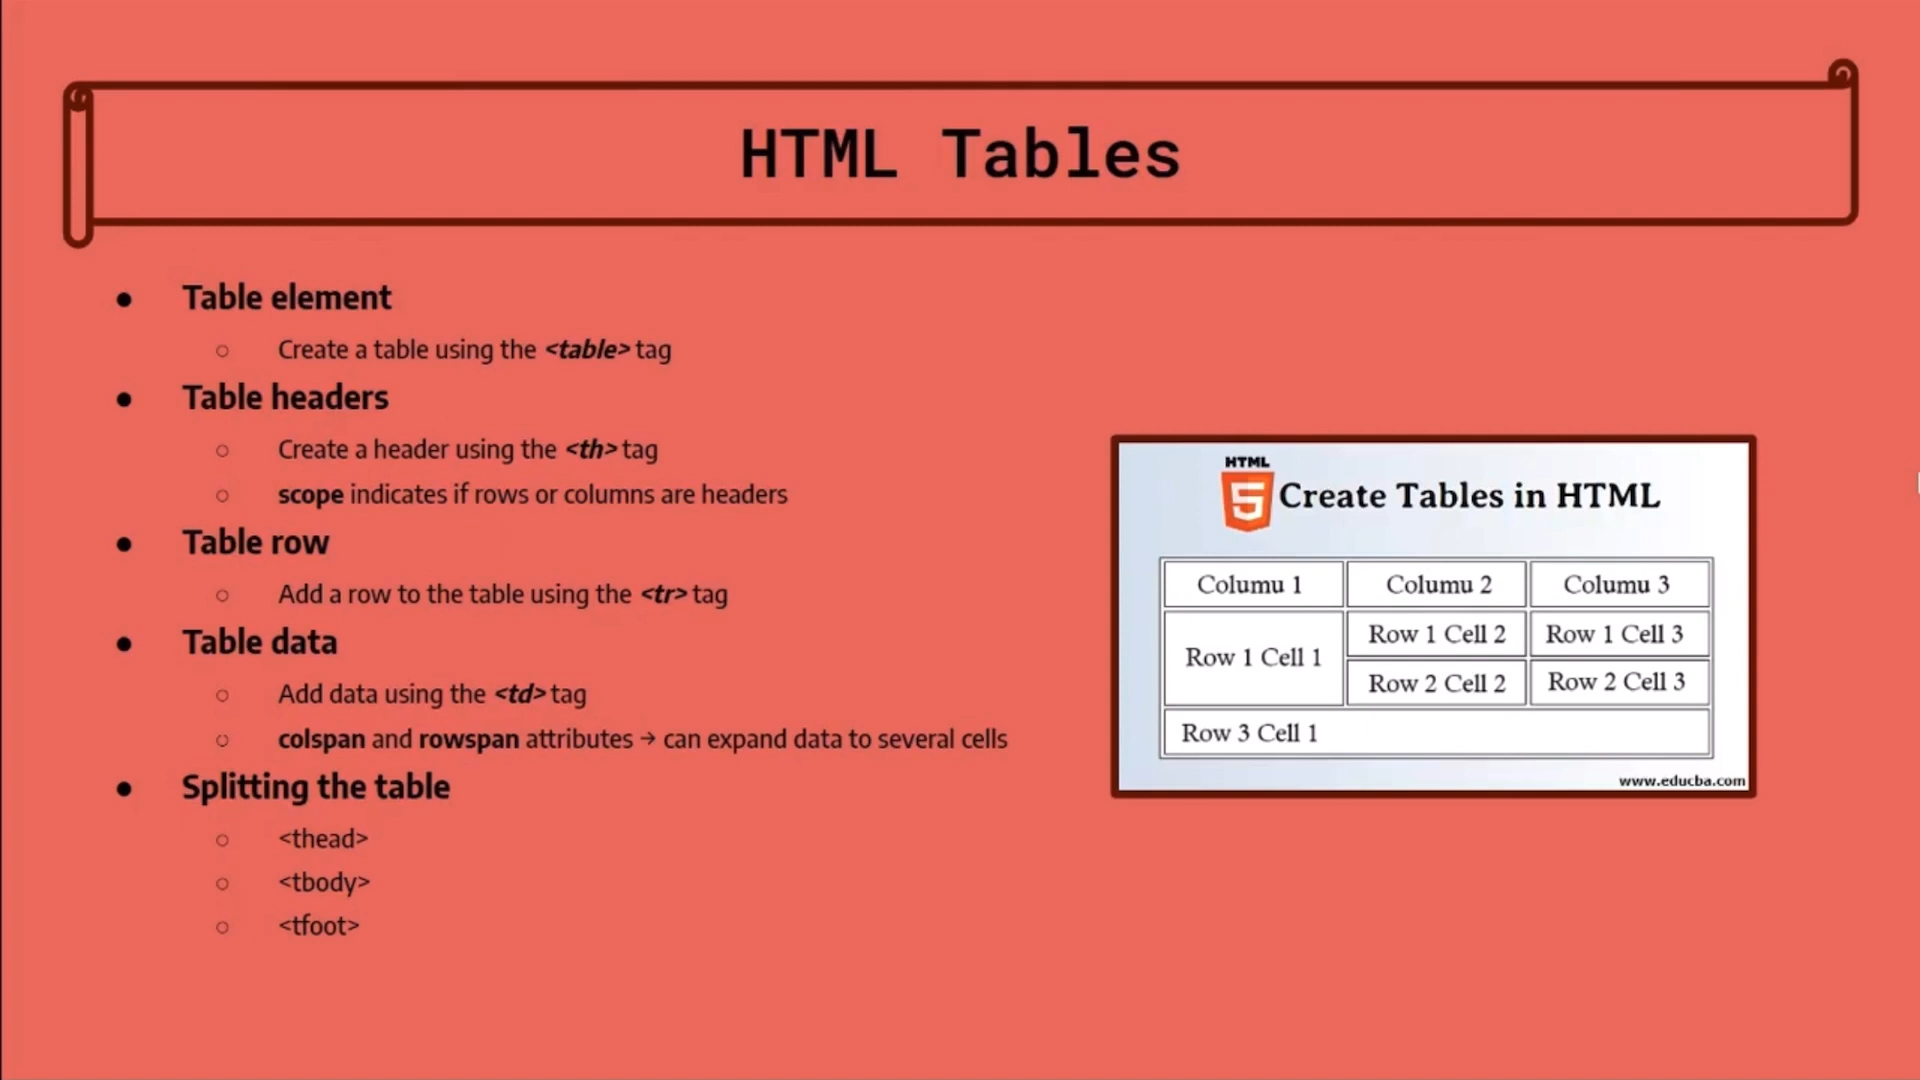 HTML Tables
● Table element
○ Create a table using the <table> tag
● Table headers
○ Create a header using the <th> tag
○ scope indicates if rows or columns are headers
● Table row
○ Add a row to the table using the <tr> tag
● Table data
○ Add data using the <td> tag
○ colspan and rowspan attributes → can expand data to several cells
● Splitting the table
○ <thead>
○ <tbody>
○ <tfoot>
HTML
5
Create Tables in HTML
Columu 1 Columu 2 Columu 3
Row 1 Cell 1 Row 1 Cell 2 Row 1 Cell 3
Row 2 Cell 2 Row 2 Cell 3
Row 3 Cell 1
www.educba.com